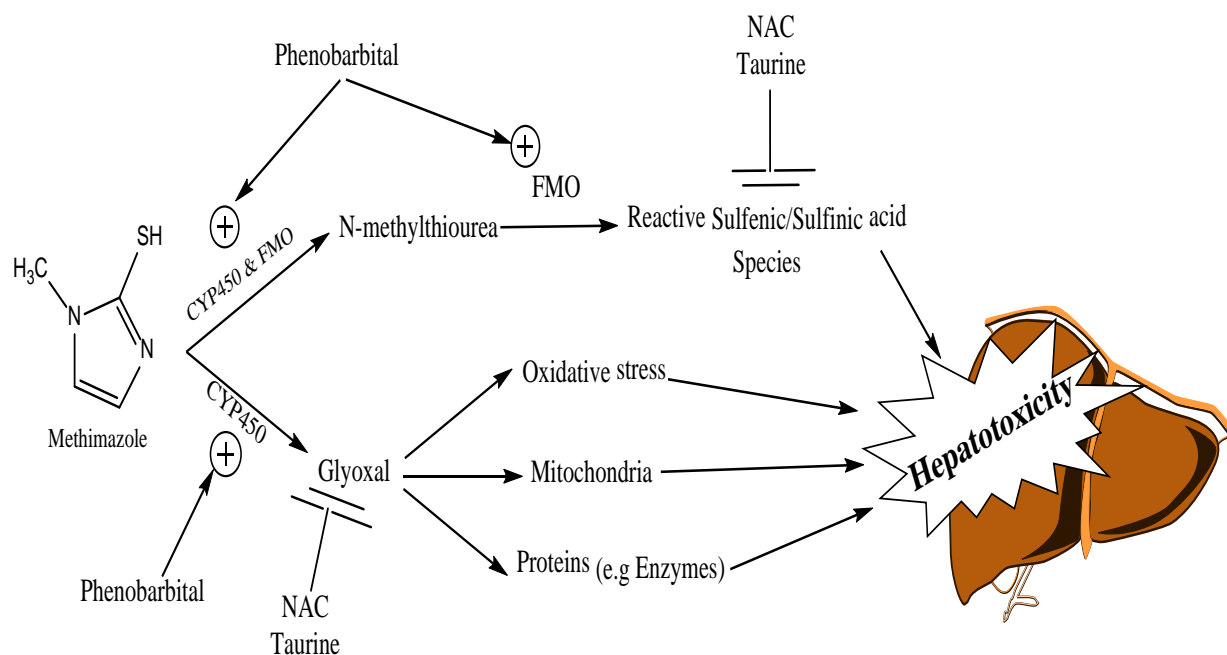 NAC
Taurine
Phenobarbital
+
FMO
+
N-methylthiourea
Reactive Sulfenic/Sulfinic acid
Species
CYP450 & FMO
SH
H3C
N
N
Methimazole
CYP450
+
Glyoxal
Oxidative stress
Mitochondria
Proteins (e.g Enzymes)
Hepatotoxicity
Phenobarbital
NAC
Taurine